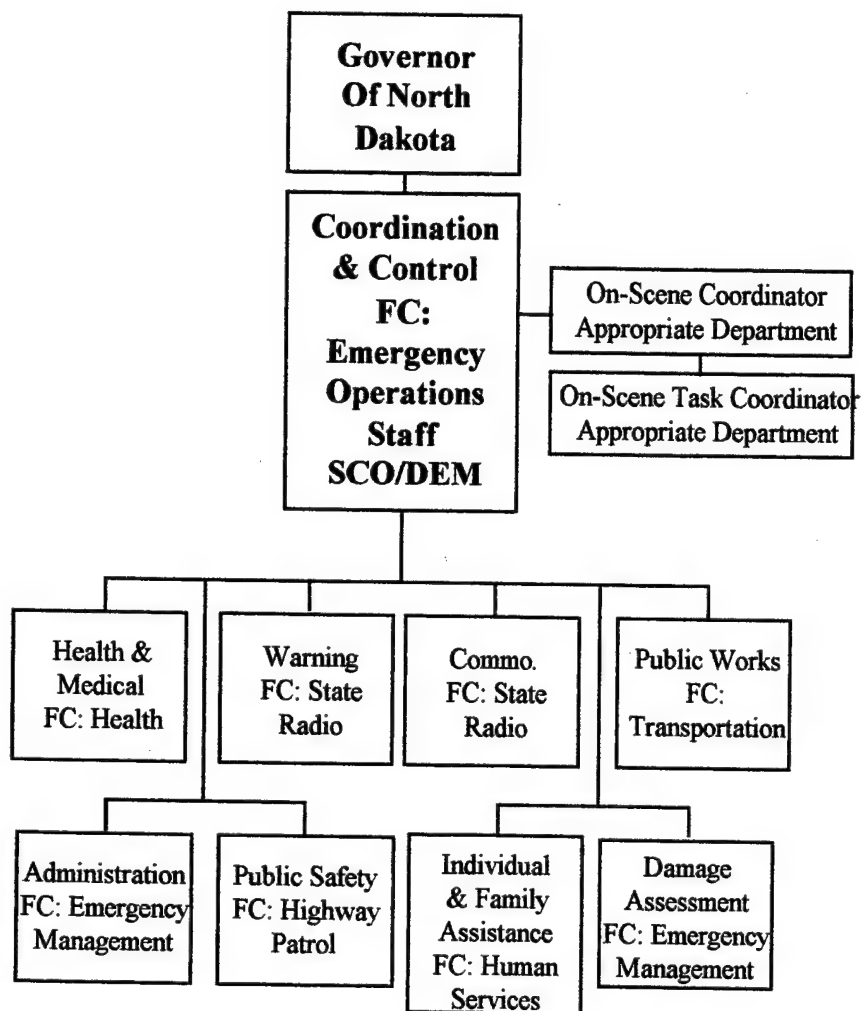 Governor
Of North
Dakota
Coordination
& Control
FC:
Emergency
Operations
Staff
SCO/DEM
On-Scene Coordinator
Appropriate Department
On-Scene Task Coordinator
Appropriate Department
Health &
Medical
FC: Health
Warning
FC: State
Radio
Commo.
FC: State
Radio
Public Works
FC:
Transportation
Administration
FC: Emergency
Management
Public Safety
FC: Highway
Patrol
Individual
& Family
Assistance
FC: Human
Services
Damage
Assessment
FC: Emergency
Management